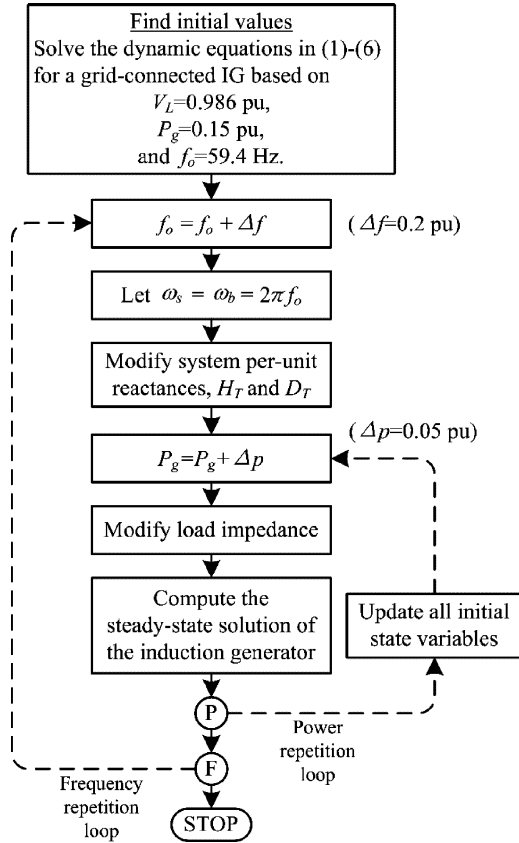 Find initial values
Solve the dynamic equations in (1)-(6)
for a grid-connected IG based on
V_L=0.986 pu,
P_g=0.15 pu,
and f_o=59.4 Hz.
f_o = f_o + Δf
(Δf=0.2 pu)
Let ω_s = ω_b = 2πf_o
Modify system per-unit
reactances, H_T and D_T
(Δp=0.05 pu)
P_g=P_g+Δp
Modify load impedance
Compute the
steady-state solution of
the induction generator
Update all initial
state variables
P
Power
repetition
loop
F
Frequency
repetition
loop
STOP